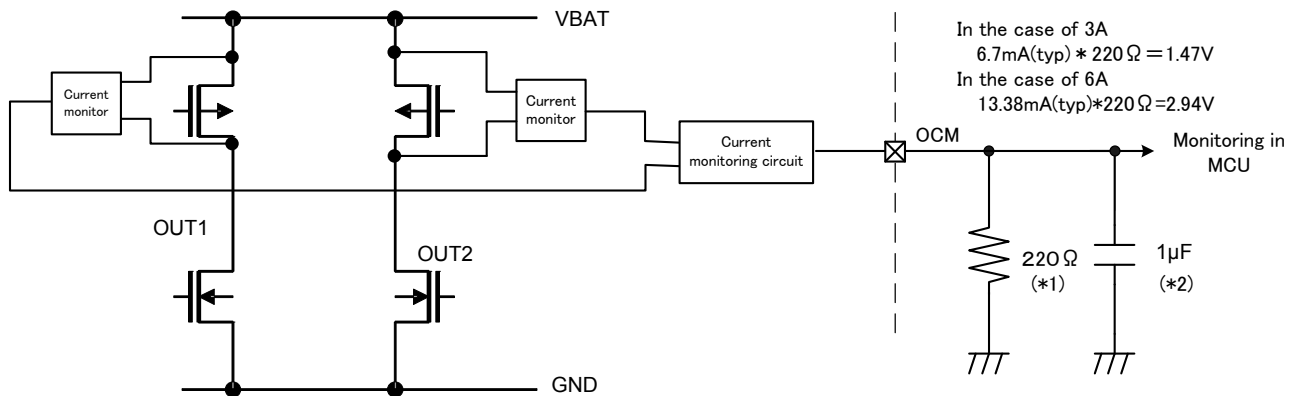 VBAT
Current
monitor
Current
monitor
Current
monitoring circuit
OUT1
OUT2
GND
In the case of 3A
6.7mA(typ) * 220Ω=1.47V
In the case of 6A
13.38mA(typ)*220Ω=2.94V
OCM
Monitoring in
MCU
220Ω
(*1)
1µF
(*2)